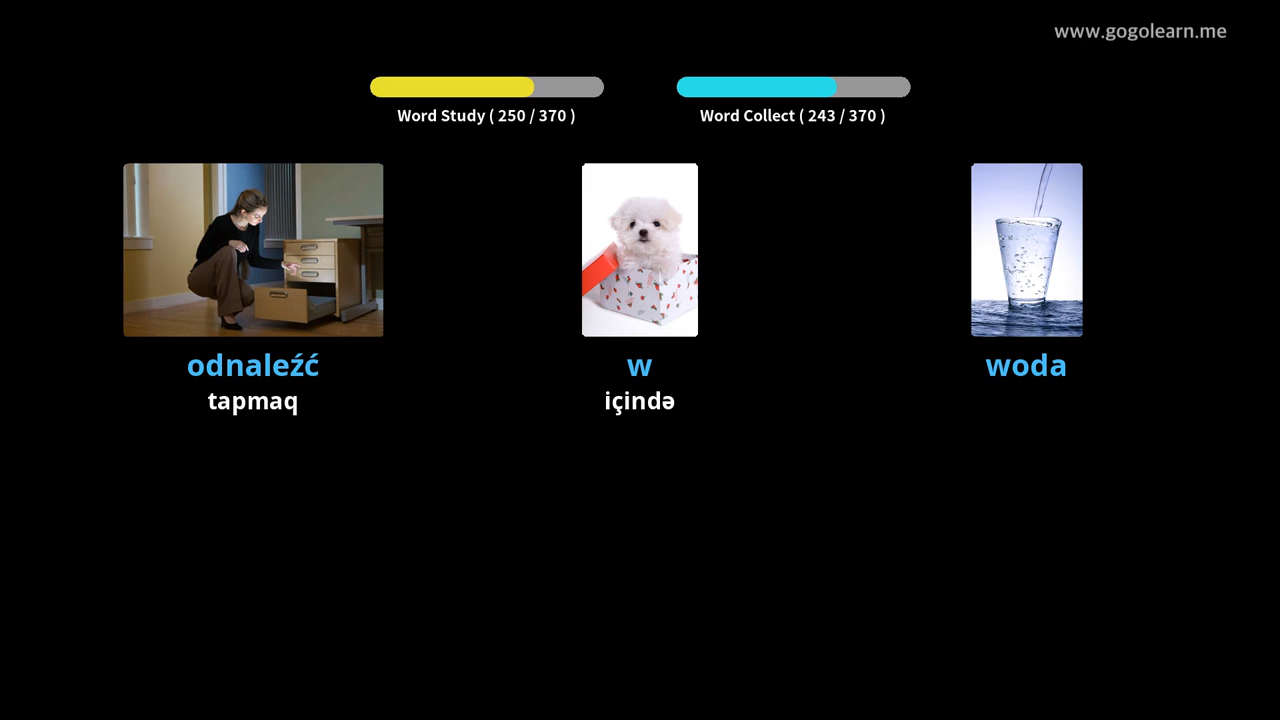 www.gogolearn.me
Word Study ( 250 / 370 )
Word Collect ( 243 / 370 )
odnaleźć
tapmaq
w
içində
woda